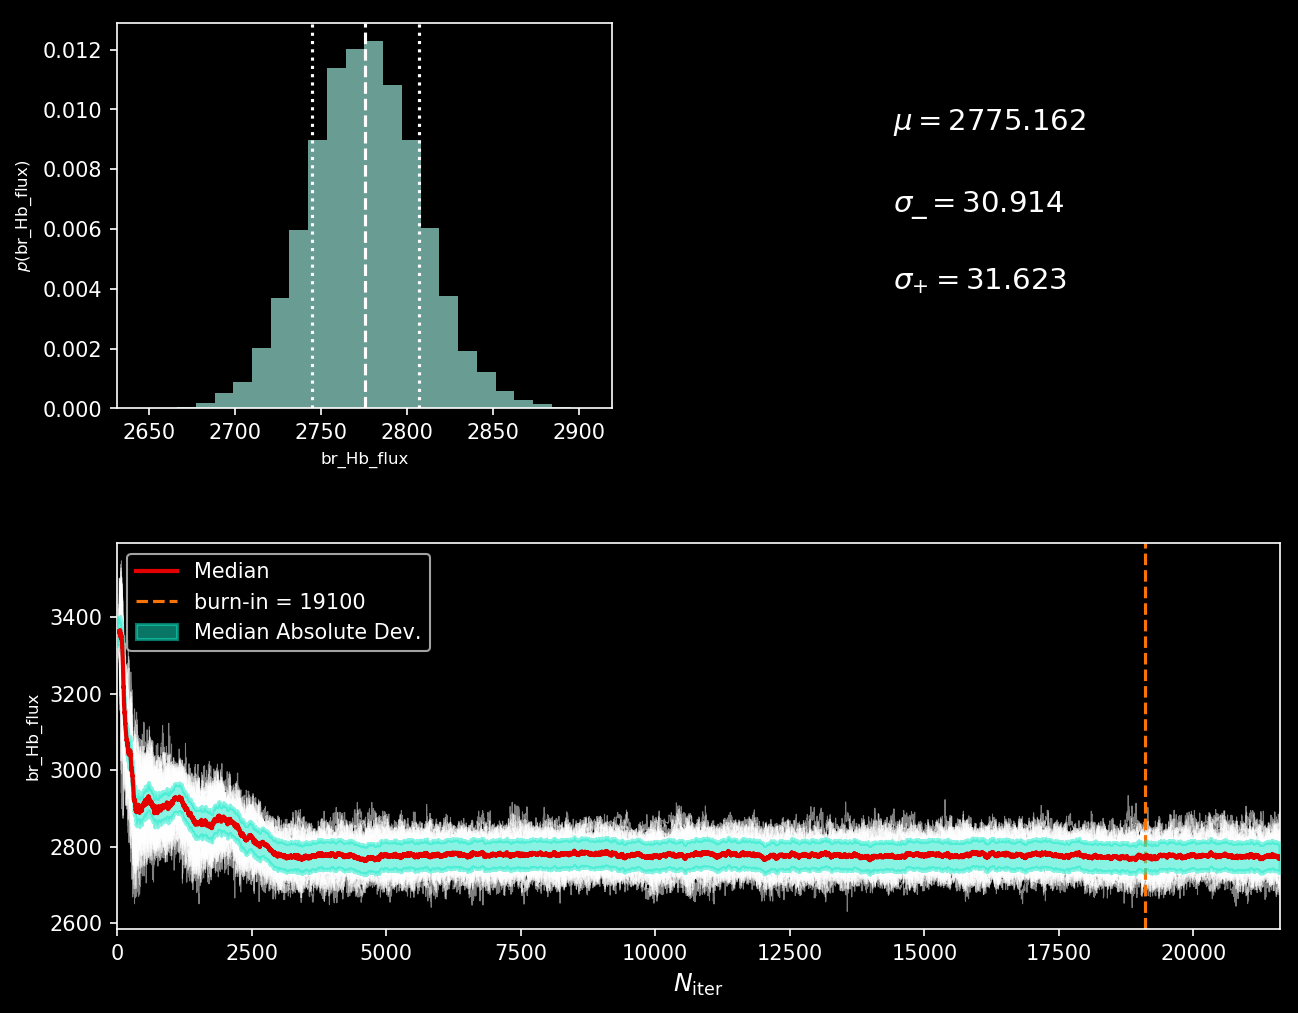 0.012
0.010
0.008
0.006
0.004
0.002
0.000
p(br_Hb_flux)
2650 2700 2750 2800 2850 2900
br_Hb_flux
μ = 2775.162
σ_ = 30.914
σ+ = 31.623
Median
burn-in = 19100
Median Absolute Dev.
3400
3200
3000
2800
2600
br_Hb_flux
0 2500 5000 7500 10000 12500 15000 17500 20000
Niter